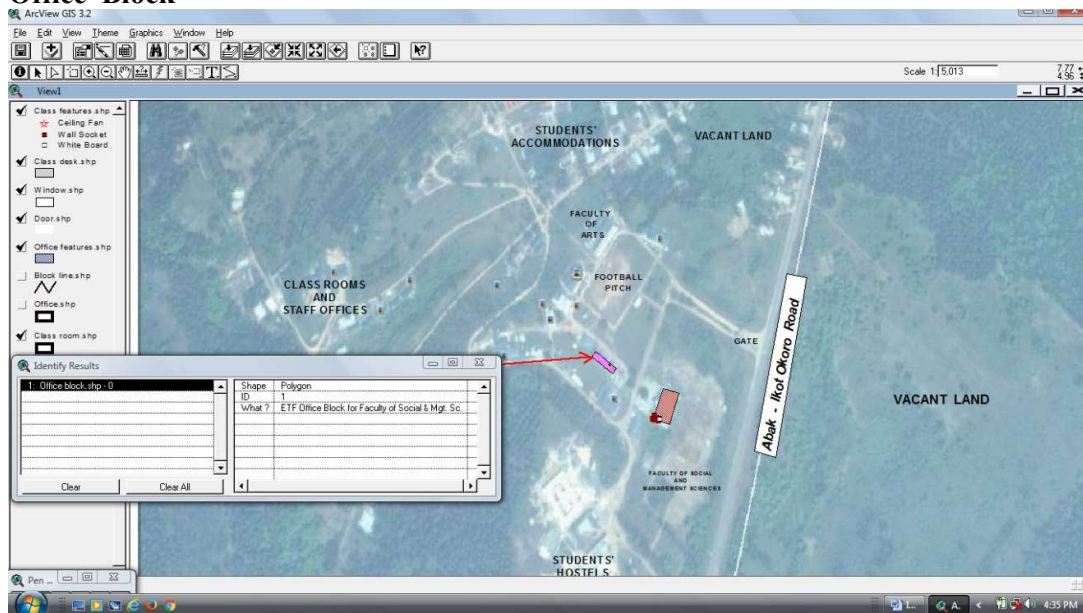 Office Block
ArcView GIS 3.2
File Edit View Theme Graphics Window Help
Scale 1: 5,013
7.77
4.96
View1
Class features.shp
Ceiling Fan
Wall Socket
White Board
Class desk.shp
Window.shp
Door.shp
Office features.shp
Block line.shp
Office.shp
Class room.shp
STUDENTS'
ACCOMMODATIONS
VACANT LAND
FACULTY
OF
ARTS
FOOTBALL
PITCH
CLASS ROOMS
AND
STAFF OFFICES
GATE
Abak - Ikot Okoro Road
VACANT LAND
FACULTY OF SOCIAL
AND
MANAGEMENT SCIENCES
STUDENTS'
HOSTELS
Identify Results
1: Office block.shp - 0
Shape Polygon
ID 1
What ? ETF Office Block for Faculty of Social & Mgt. Sc.
Clear Clear All
Pen ...
L... A. 4:35 PM